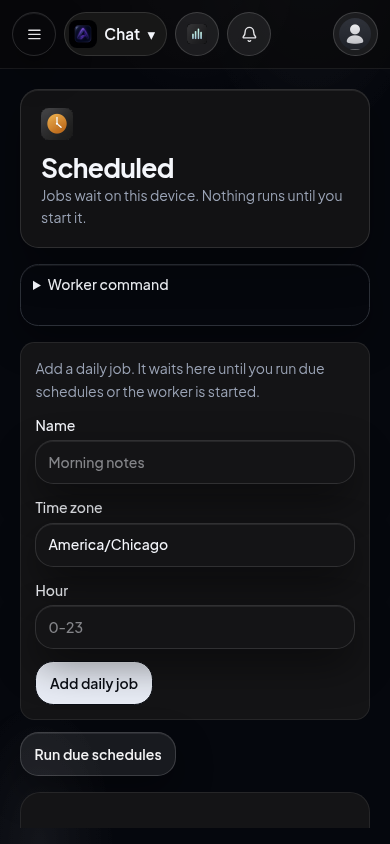 Chat ▾
Scheduled
Jobs wait on this device. Nothing runs until you
start it.
▶ Worker command
Add a daily job. It waits here until you run due
schedules or the worker is started.
Name
Morning notes
Time zone
America/Chicago
Hour
0-23
Add daily job
Run due schedules